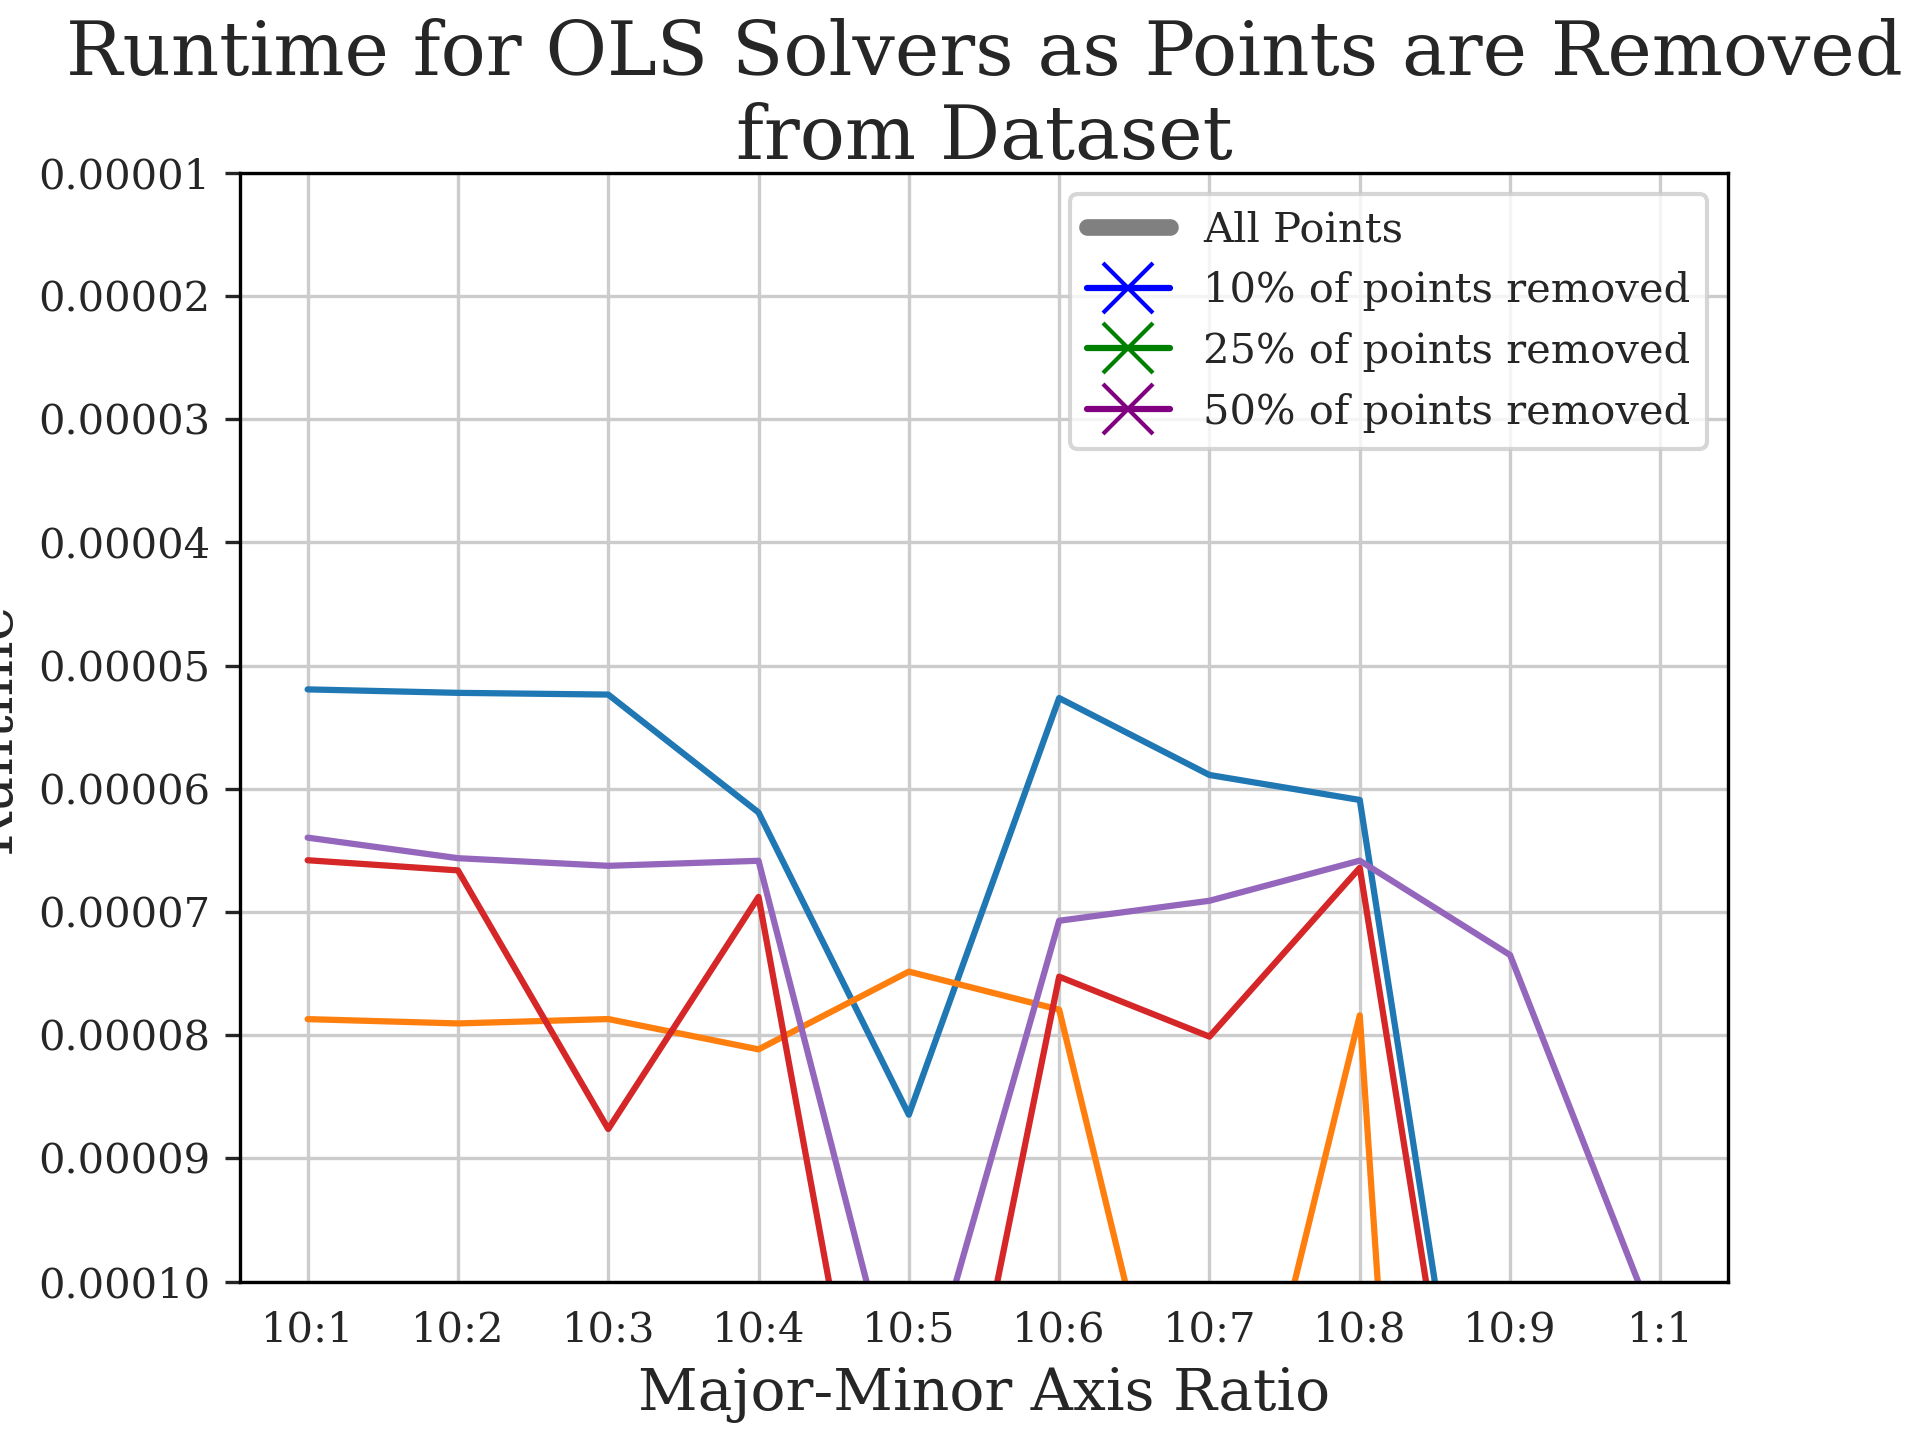 Runtime for OLS Solvers as Points are Removed
from Dataset
0.00001
0.00002
0.00003
0.00004
0.00005
0.00006
0.00007
0.00008
0.00009
0.00010
Runtime
All Points
10% of points removed
25% of points removed
50% of points removed
10:1 10:2 10:3 10:4 10:5 10:6 10:7 10:8 10:9 1:1
Major-Minor Axis Ratio